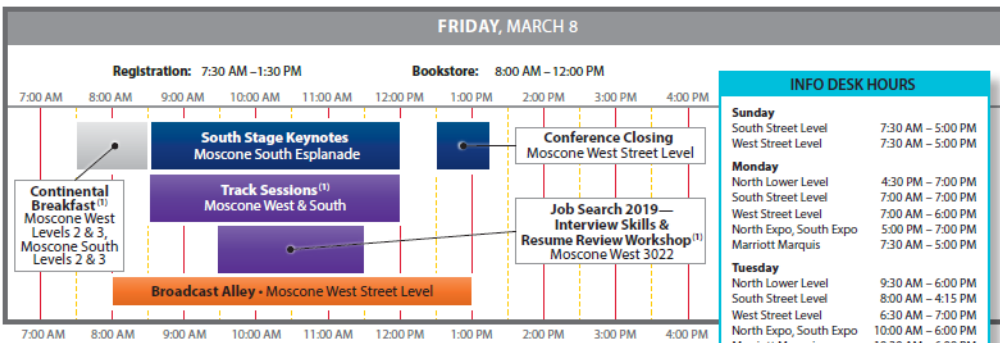 FRIDAY, MARCH 8
Registration: 7:30 AM –1:30 PM
Bookstore: 8:00 AM – 12:00 PM
7:00 AM 8:00 AM 9:00 AM 10:00 AM 11:00 AM 12:00 PM 1:00 PM 2:00 PM 3:00 PM 4:00 PM
South Stage Keynotes
Moscone South Esplanade
Conference Closing
Moscone West Street Level
Continental
Breakfast(1)
Moscone West
Levels 2 & 3,
Moscone South
Levels 2 & 3
Track Sessions(1)
Moscone West & South
Job Search 2019—
Interview Skills &
Resume Review Workshop(1)
Moscone West 3022
Broadcast Alley • Moscone West Street Level
7:00 AM 8:00 AM 9:00 AM 10:00 AM 11:00 AM 12:00 PM 1:00 PM 2:00 PM 3:00 PM 4:00 PM
INFO DESK HOURS
Sunday
South Street Level 7:30 AM – 5:00 PM
West Street Level 7:30 AM – 5:00 PM
Monday
North Lower Level 4:30 PM – 7:00 PM
South Street Level 7:00 AM – 7:00 PM
West Street Level 7:00 AM – 6:00 PM
North Expo, South Expo 5:00 PM – 7:00 PM
Marriott Marquis 7:30 AM – 5:00 PM
Tuesday
North Lower Level 9:30 AM – 6:00 PM
South Street Level 8:00 AM – 4:15 PM
West Street Level 6:30 AM – 7:00 PM
North Expo, South Expo 10:00 AM – 6:00 PM